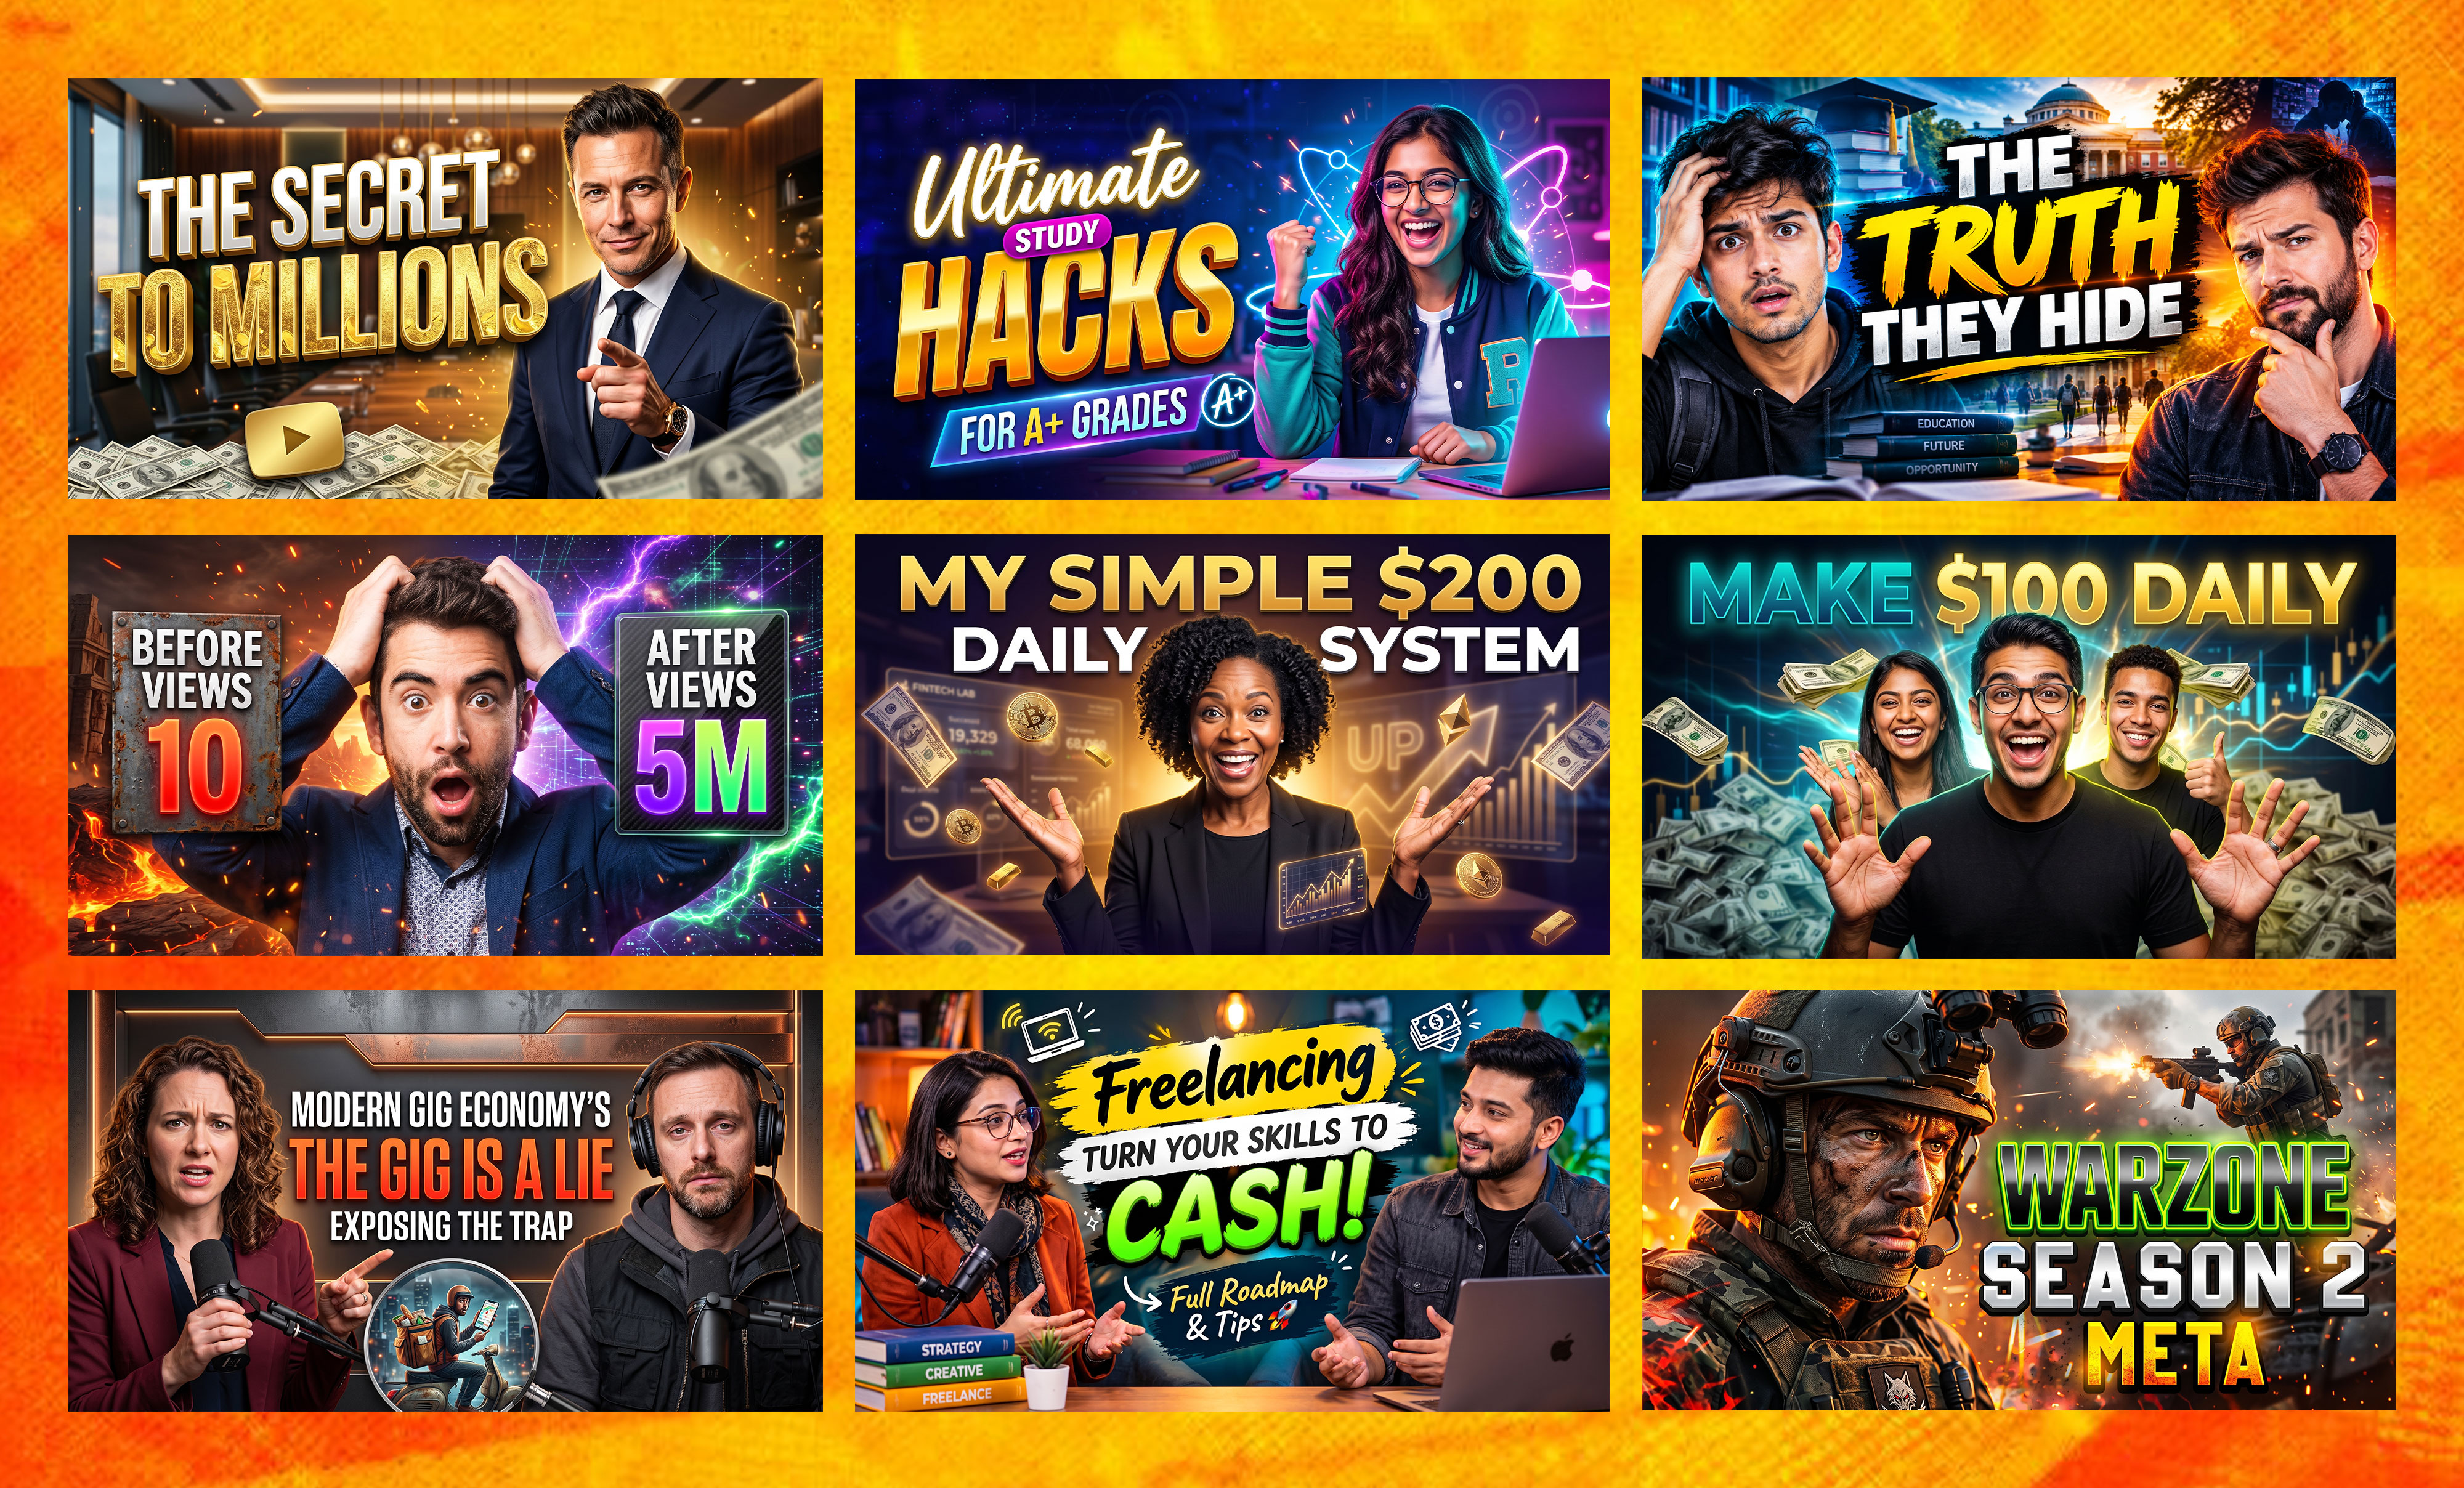 THE SECRET
TO MILLIONS
Ultimate
STUDY
HACKS
FOR A+ GRADES
A+
R
THE
TRUTH
THEY HIDE
EDUCATION
FUTURE
OPPORTUNITY
BEFORE
VIEWS
10
AFTER
VIEWS
5M
MY SIMPLE $200
DAILY SYSTEM
FINTECH LAB
19,329
UP
MAKE $100 DAILY
MODERN GIG ECONOMY'S
THE GIG IS A LIE
EXPOSING THE TRAP
Freelancing
TURN YOUR SKILLS TO
CASH!
Full Roadmap
& Tips
STRATEGY
CREATIVE
FREELANCE
WARZONE
SEASON 2
META